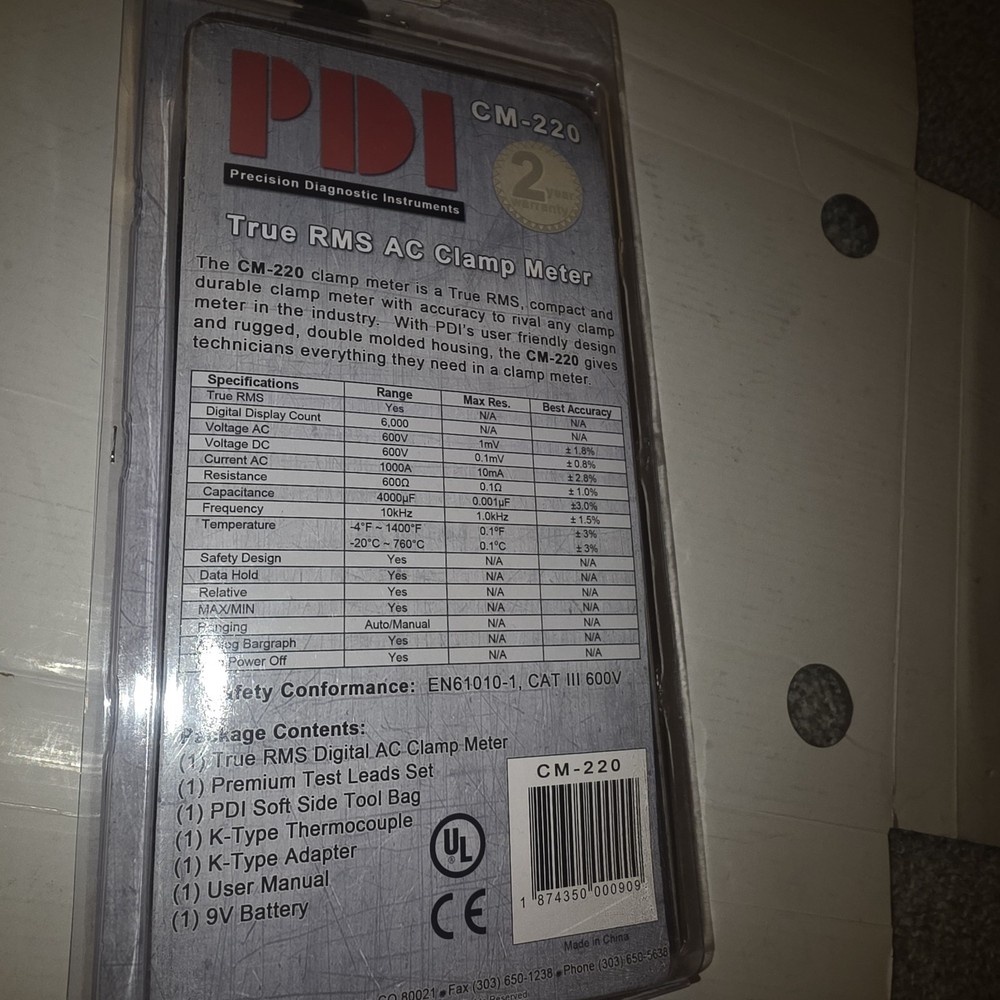 PDI
CM-220
Precision Diagnostic Instruments
2 year
warranty
True RMS AC Clamp Meter
The CM-220 clamp meter is a True RMS, compact and
durable clamp meter with accuracy to rival any clamp
meter in the industry. With PDI's user friendly design
and rugged, double molded housing, the CM-220 gives
technicians everything they need in a clamp meter.
Specifications Range Max Res. Best Accuracy
True RMS Yes N/A N/A
Digital Display Count 6,000 N/A N/A
Voltage AC 600V 1mV ± 1.8%
Voltage DC 600V 0.1mV ± 0.8%
Current AC 1000A 10mA ± 2.8%
Resistance 600Ω 0.1Ω ± 1.0%
Capacitance 4000µF 0.001µF ±3.0%
Frequency 10kHz 1.0kHz ± 1.5%
Temperature -4°F ~ 1400°F 0.1°F ± 3%
-20°C ~ 760°C 0.1°C ± 3%
Safety Design Yes N/A N/A
Data Hold Yes N/A N/A
Relative Yes N/A N/A
MAX/MIN Yes N/A N/A
Ranging Auto/Manual N/A N/A
Analog Bargraph Yes N/A N/A
Power Off Yes N/A N/A
Safety Conformance: EN61010-1, CAT III 600V
Package Contents:
(1) True RMS Digital AC Clamp Meter
(1) Premium Test Leads Set
(1) PDI Soft Side Tool Bag
(1) K-Type Thermocouple
(1) K-Type Adapter
(1) User Manual
(1) 9V Battery
UL
®
CE
CM-220
1 874350 000909
Made in China
CO 80021 • Fax (303) 650-1238 • Phone (303) 650-5638
Reserved